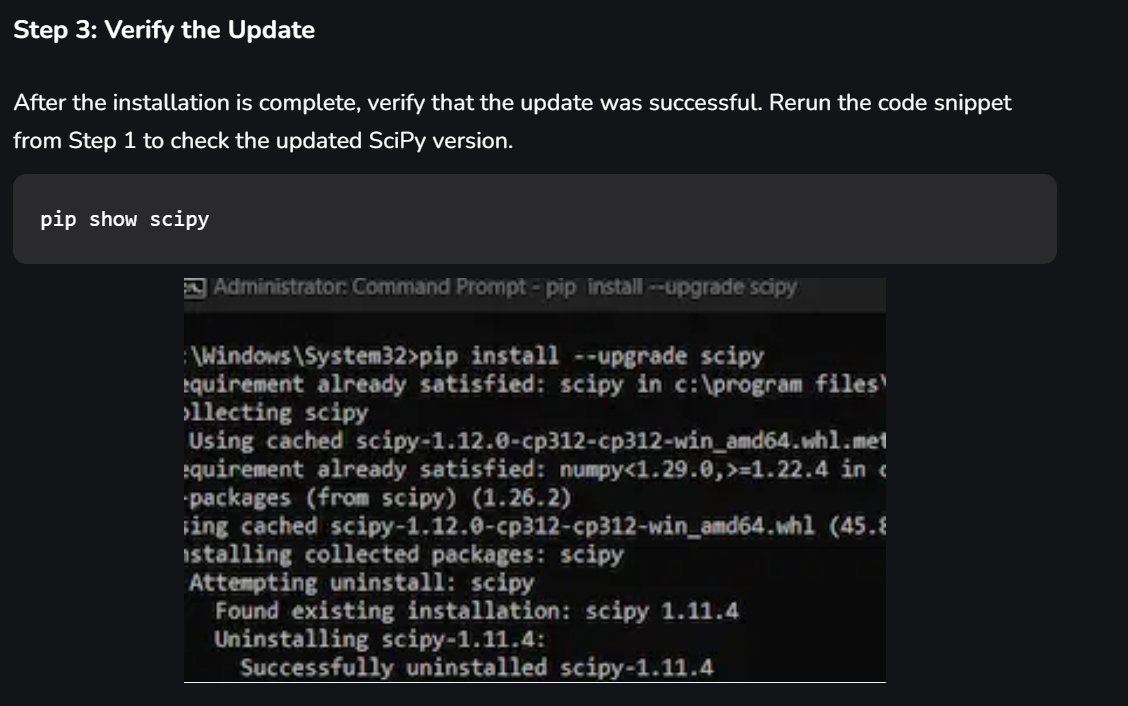 Step 3: Verify the Update
After the installation is complete, verify that the update was successful. Rerun the code snippet
from Step 1 to check the updated SciPy version.
pip show scipy
Administrator: Command Prompt - pip install --upgrade scipy
:\Windows\System32>pip install --upgrade scipy
equirement already satisfied: scipy in c:\program files\
ollecting scipy
Using cached scipy-1.12.0-cp312-cp312-win_amd64.whl.met
equirement already satisfied: numpy<1.29.0,>=1.22.4 in c
-packages (from scipy) (1.26.2)
sing cached scipy-1.12.0-cp312-cp312-win_amd64.whl (45.8
nstalling collected packages: scipy
Attempting uninstall: scipy
Found existing installation: scipy 1.11.4
Uninstalling scipy-1.11.4:
Successfully uninstalled scipy-1.11.4